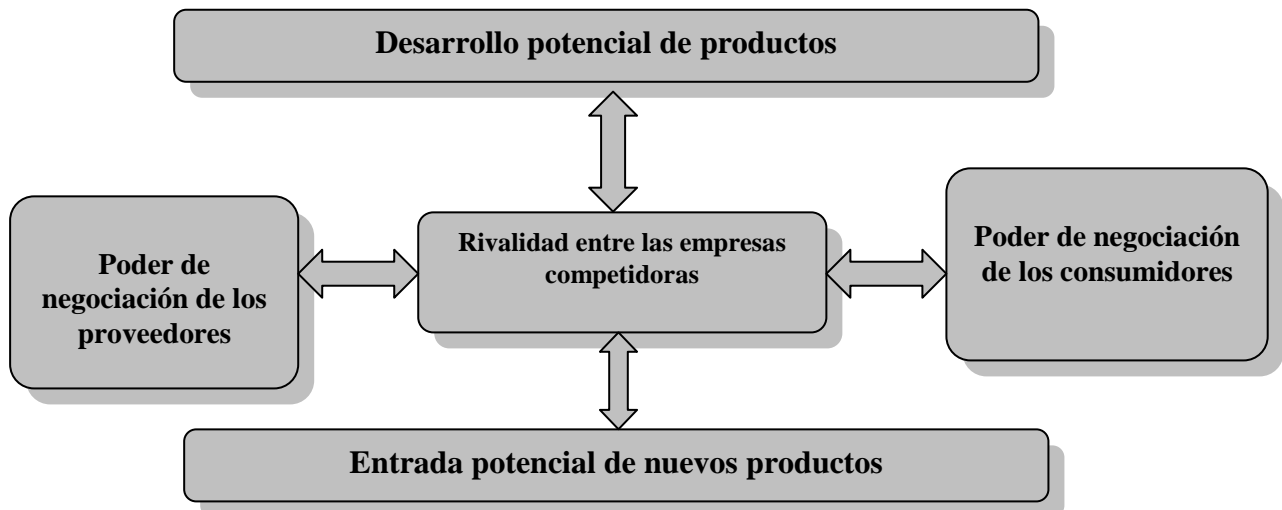 Desarrollo potencial de productos
Poder de
negociación de los
proveedores
Rivalidad entre las empresas
competidoras
Poder de negociación
de los consumidores
Entrada potencial de nuevos productos